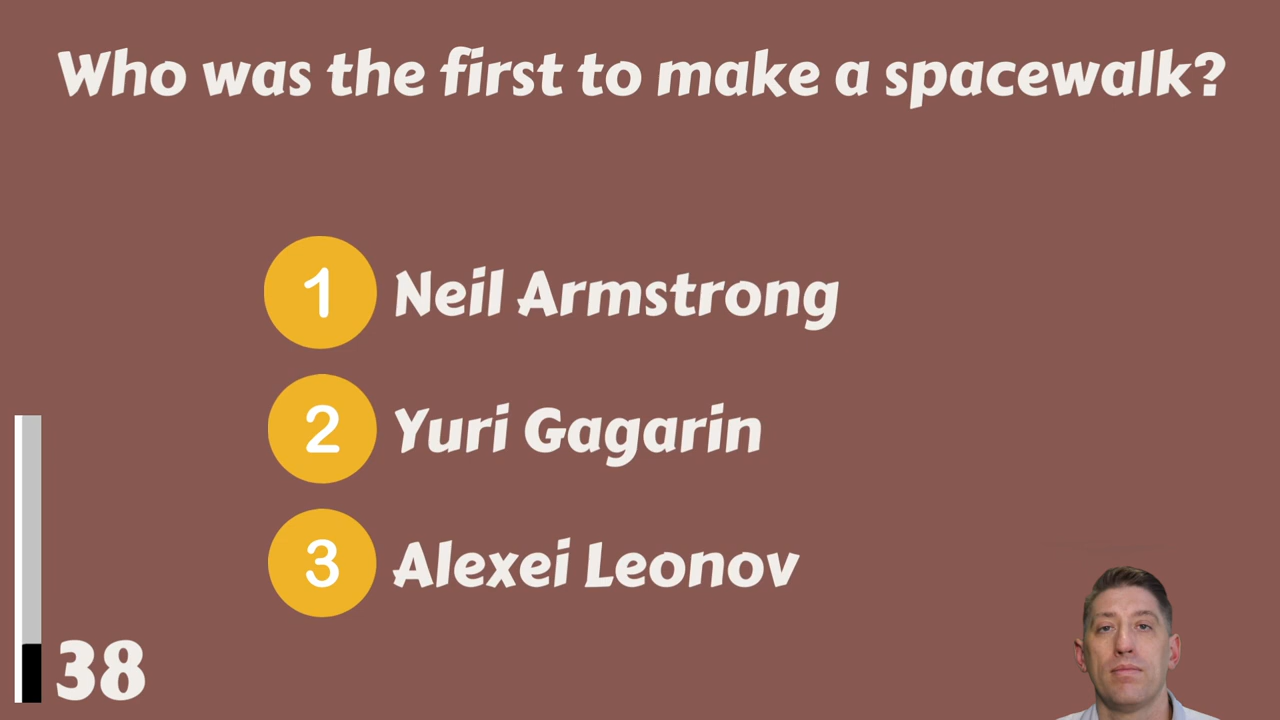 Who was the first to make a spacewalk?
1 Neil Armstrong
2 Yuri Gagarin
3 Alexei Leonov
38